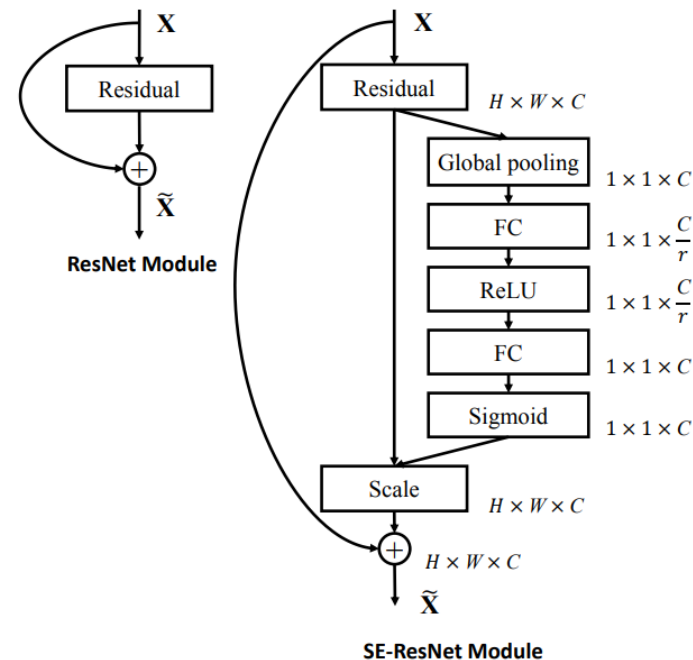 X
Residual
+
X̃
ResNet Module
X
Residual
H × W × C
Global pooling
1 × 1 × C
FC
1 × 1 × C/r
ReLU
1 × 1 × C/r
FC
1 × 1 × C
Sigmoid
1 × 1 × C
Scale
H × W × C
+
H × W × C
X̃
SE-ResNet Module